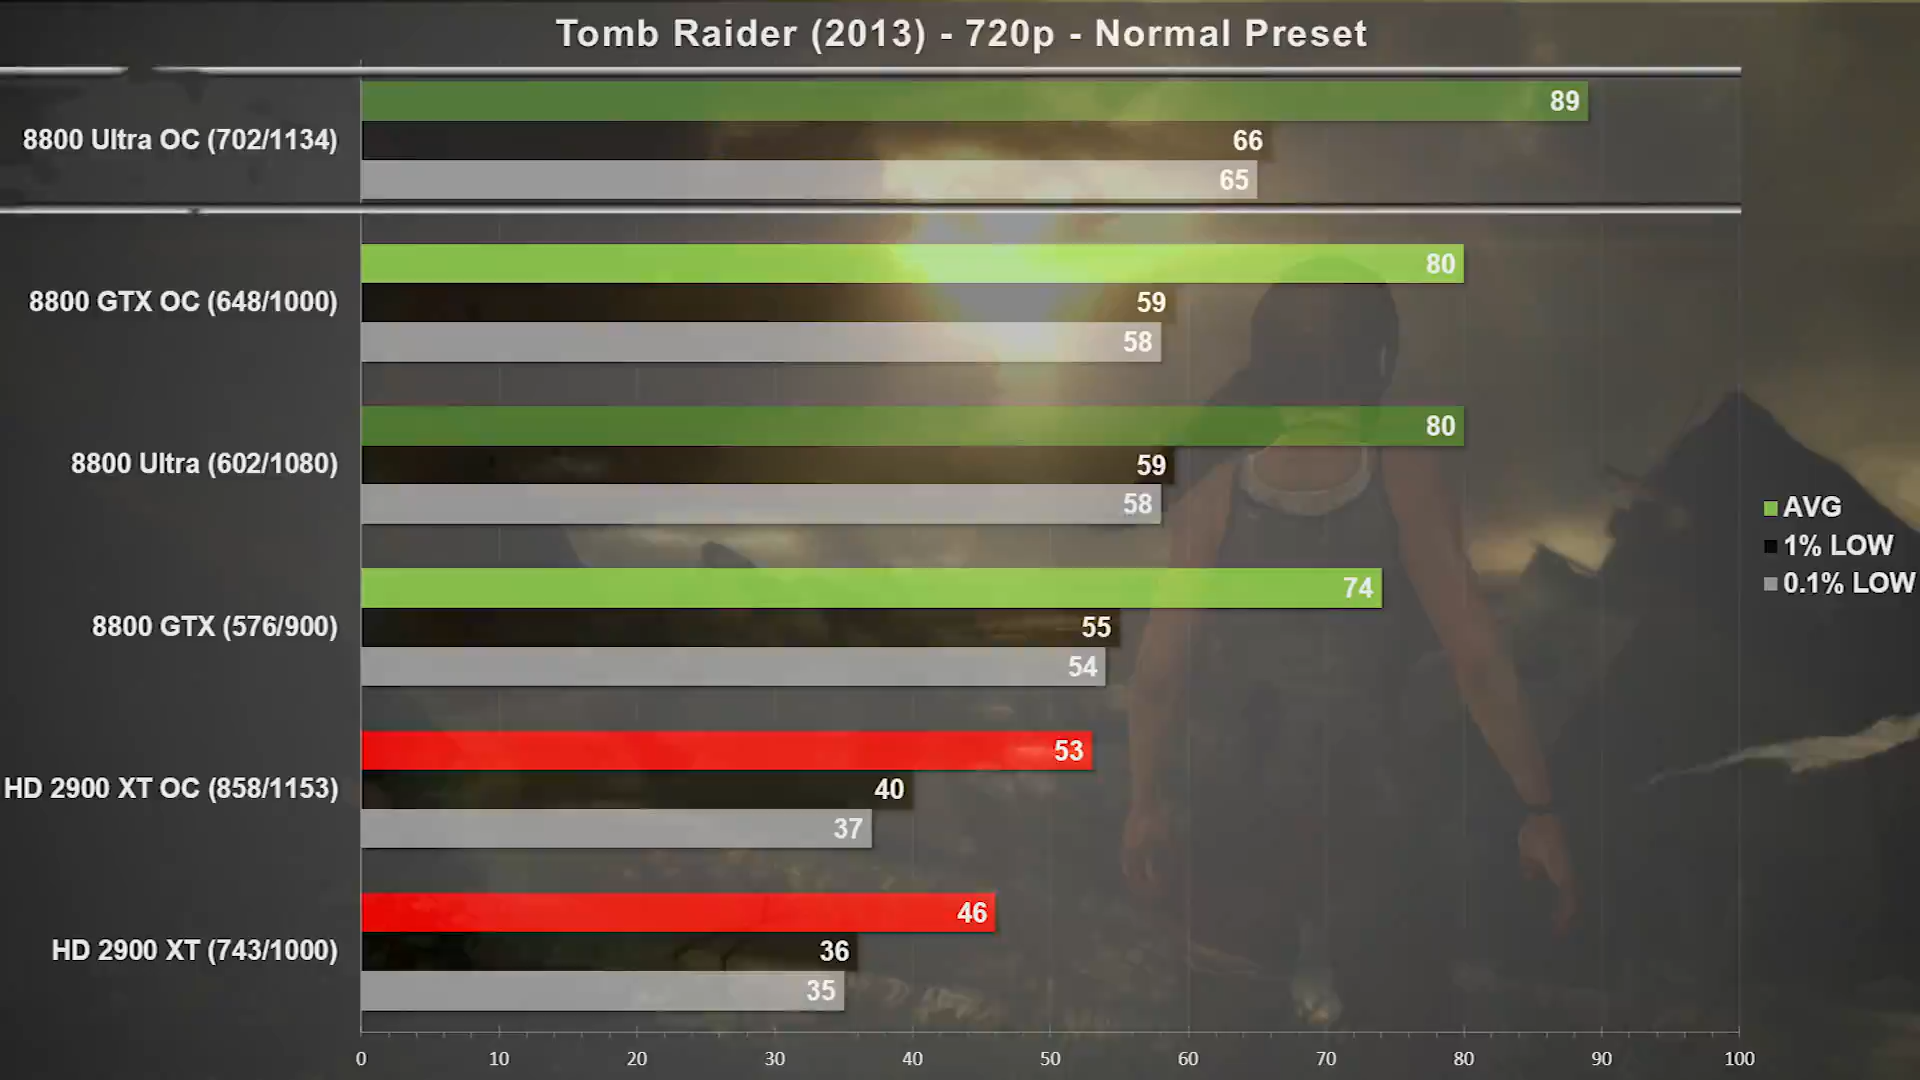 Tomb Raider (2013) - 720p - Normal Preset
8800 Ultra OC (702/1134)
89
66
65
8800 GTX OC (648/1000)
80
59
58
8800 Ultra (602/1080)
80
59
58
8800 GTX (576/900)
74
55
54
HD 2900 XT OC (858/1153)
53
40
37
HD 2900 XT (743/1000)
46
36
35
AVG
1% LOW
0.1% LOW
0 10 20 30 40 50 60 70 80 90 100